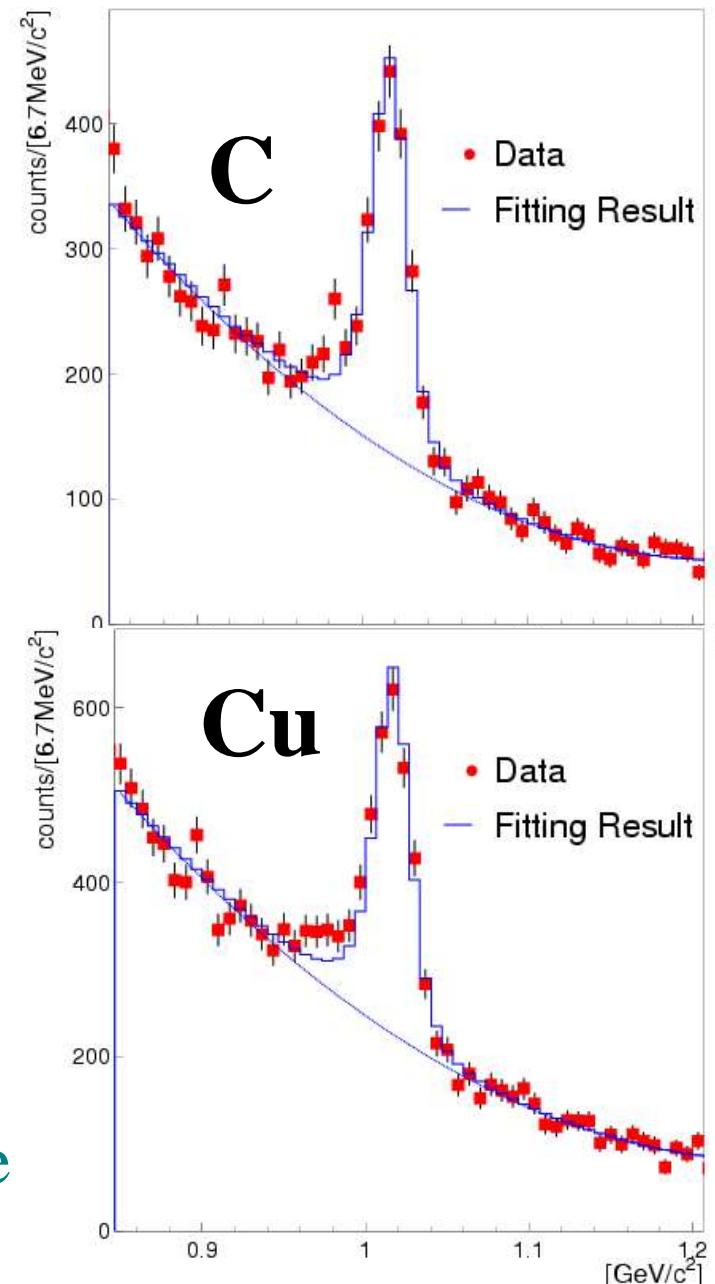 counts/[6.7MeV/c²]
400
300
200
100
0
C
Data
Fitting Result
counts/[6.7MeV/c²]
600
400
200
0
Cu
Data
Fitting Result
e
0.9
1
1.1
1.2
[GeV/c²]